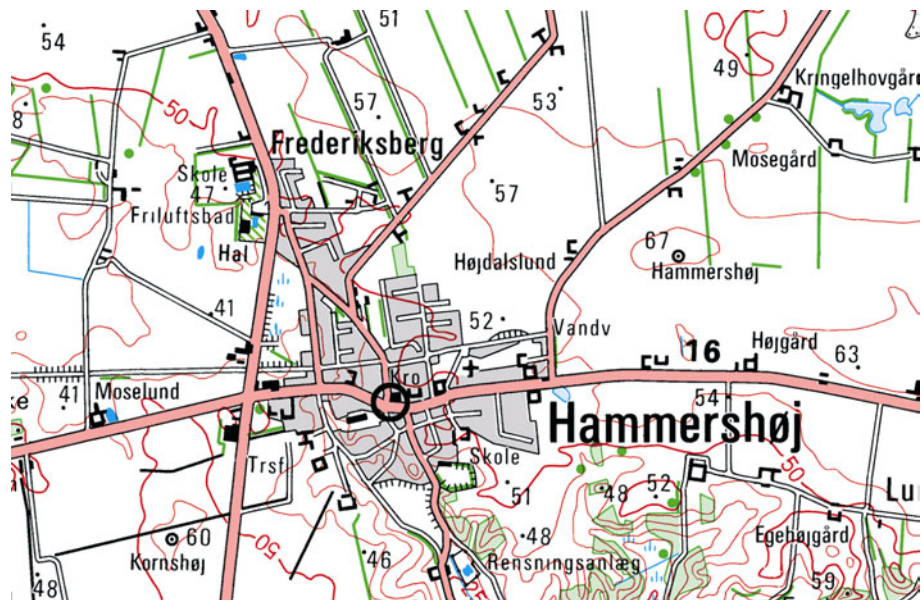 51
54
49
Kringelhovgård
50
57
53
8
Frederiksberg
Mosegård
Skole
47
57
Friluftsbad
67
Hal
Højdalslund
Hammershøj
41
52
Vandv
Højgård
16
63
Kro
41
Moselund
54
e
Hammershøj
Trsf
Skole
50
51
48
52
Lu
60
50
48
Egehøjgård
Kornshøj
46
Rensningsanlæg
48
25
59